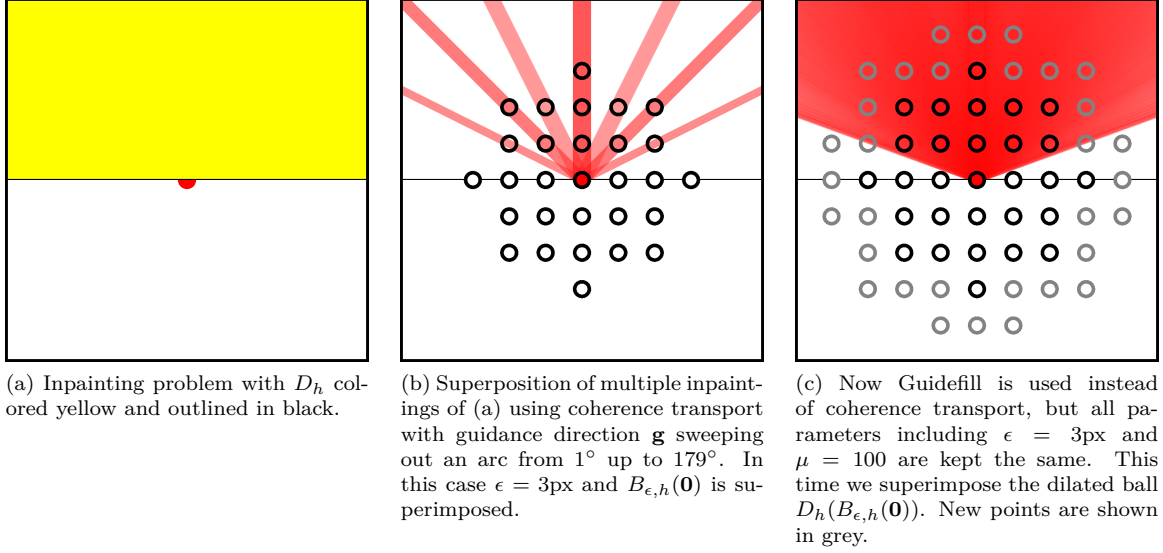 (a) Inpainting problem with D_h col-
ored yellow and outlined in black.
(b) Superposition of multiple inpaint-
ings of (a) using coherence transport
with guidance direction g sweeping
out an arc from 1° up to 179°. In
this case ϵ = 3px and B_{ϵ,h}(0) is su-
perimposed.
(c) Now Guidefill is used instead
of coherence transport, but all pa-
rameters including ϵ = 3px and
μ = 100 are kept the same. This
time we superimpose the dilated ball
D_h(B_{ϵ,h}(0)). New points are shown
in grey.